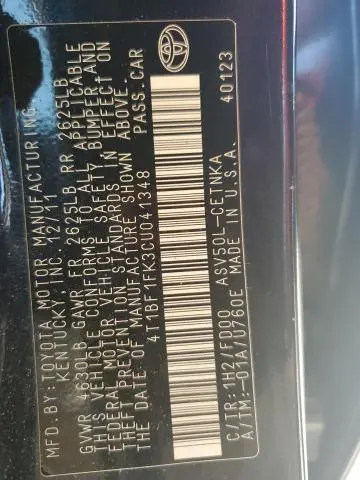 MFD. BY: TOYOTA MOTOR MANUFACTURING,
KENTUCKY, INC. 12/11
GVWR 4630LB GAWR FR 2625LB RR 2625LB
THIS VEHICLE CONFORMS TO ALL APPLICABLE
FEDERAL MOTOR VEHICLE SAFETY, BUMPER AND
THEFT PREVENTION STANDARDS IN EFFECT ON
THE DATE OF MANUFACTURE SHOWN ABOVE.
4T1BF1FK3CU041348 PASS.CAR
C/TR: 1H2/FD00 ASV50L-CETNKA
A/TM: -01A/U760E MADE IN U.S.A.
40123